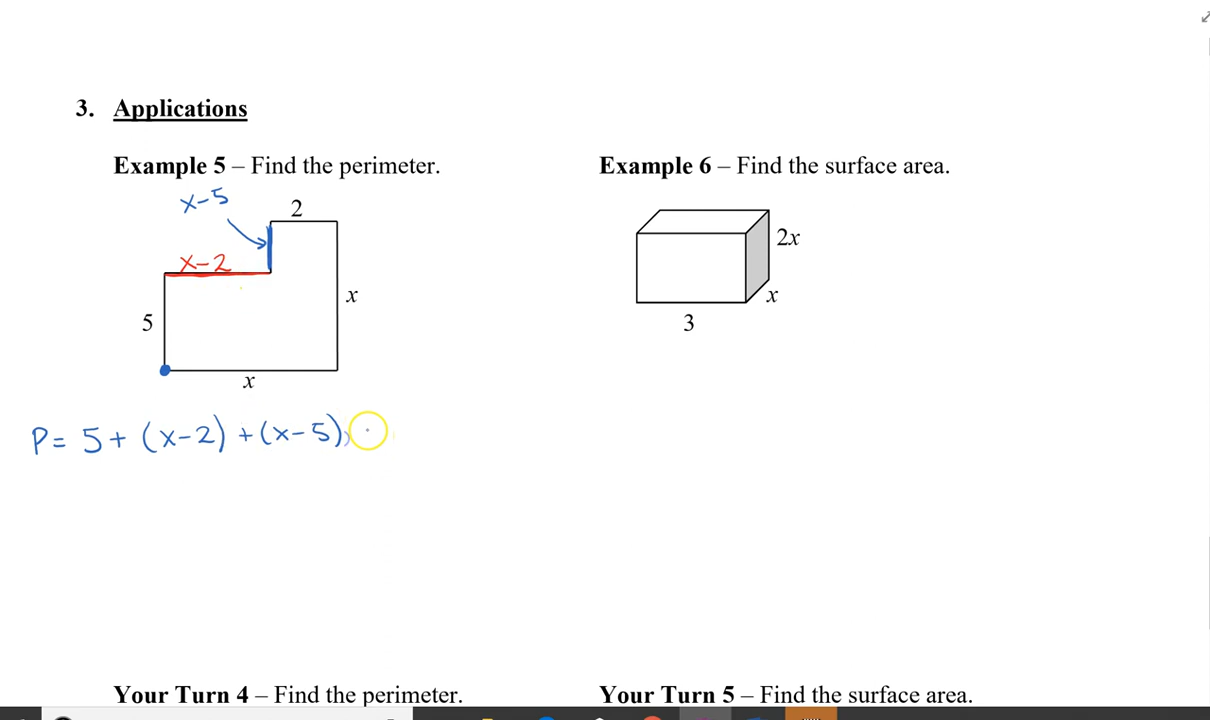 3. Applications
Example 5 – Find the perimeter.
x-5
2
x-2
5
x
x
P= 5+ (x-2) +(x-5)
Example 6 – Find the surface area.
2x
x
3
Your Turn 4 – Find the perimeter.
Your Turn 5 – Find the surface area.